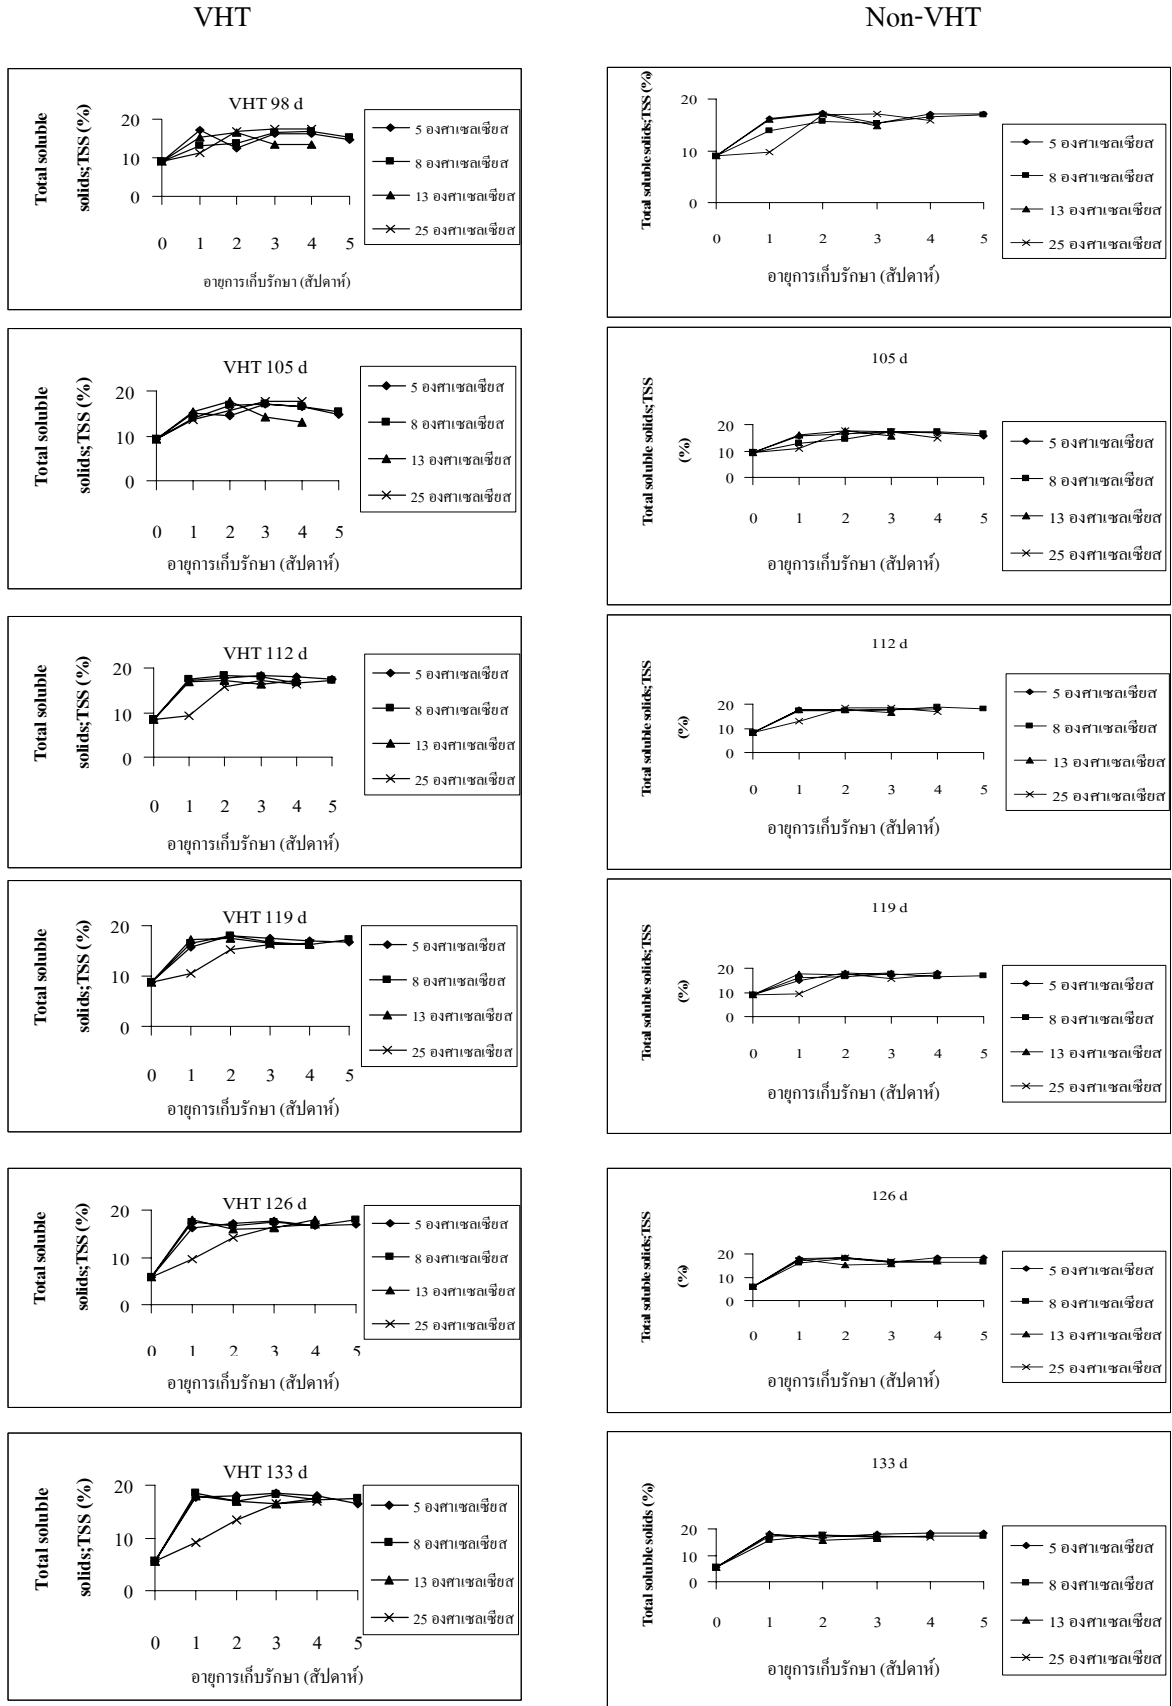 VHT
Non-VHT
VHT 98 d
Total soluble
solids;TSS (%)
20
10
0
0 1 2 3 4 5
อายุการเก็บรักษา (สัปดาห์)
5 องศาเซลเซียส
8 องศาเซลเซียส
13 องศาเซลเซียส
25 องศาเซลเซียส
Total soluble solids;TSS (%)
20
10
0
0 1 2 3 4 5
อายุการเก็บรักษา (สัปดาห์)
5 องศาเซลเซียส
8 องศาเซลเซียส
13 องศาเซลเซียส
25 องศาเซลเซียส
VHT 105 d
Total soluble
solids;TSS (%)
20
10
0
0 1 2 3 4 5
อายุการเก็บรักษา (สัปดาห์)
5 องศาเซลเซียส
8 องศาเซลเซียส
13 องศาเซลเซียส
25 องศาเซลเซียส
105 d
Total soluble solids;TSS
(%)
20
10
0
0 1 2 3 4 5
อายุการเก็บรักษา (สัปดาห์)
5 องศาเซลเซียส
8 องศาเซลเซียส
13 องศาเซลเซียส
25 องศาเซลเซียส
VHT 112 d
Total soluble
solids;TSS (%)
20
10
0
0 1 2 3 4 5
อายุการเก็บรักษา (สัปดาห์)
5 องศาเซลเซียส
8 องศาเซลเซียส
13 องศาเซลเซียส
25 องศาเซลเซียส
112 d
Total soluble solids;TSS
(%)
20
10
0
0 1 2 3 4 5
อายุการเก็บรักษา (สัปดาห์)
5 องศาเซลเซียส
8 องศาเซลเซียส
13 องศาเซลเซียส
25 องศาเซลเซียส
VHT 119 d
Total soluble
solids;TSS (%)
20
10
0
0 1 2 3 4 5
อายุการเก็บรักษา (สัปดาห์)
5 องศาเซลเซียส
8 องศาเซลเซียส
13 องศาเซลเซียส
25 องศาเซลเซียส
119 d
Total soluble solids;TSS
(%)
20
10
0
0 1 2 3 4 5
อายุการเก็บรักษา (สัปดาห์)
5 องศาเซลเซียส
8 องศาเซลเซียส
13 องศาเซลเซียส
25 องศาเซลเซียส
VHT 126 d
Total soluble
solids;TSS (%)
20
10
0
0 1 2 3 4 5
อายุการเก็บรักษา (สัปดาห์)
5 องศาเซลเซียส
8 องศาเซลเซียส
13 องศาเซลเซียส
25 องศาเซลเซียส
126 d
Total soluble solids;TSS
(%)
20
10
0
0 1 2 3 4 5
อายุการเก็บรักษา (สัปดาห์)
5 องศาเซลเซียส
8 องศาเซลเซียส
13 องศาเซลเซียส
25 องศาเซลเซียส
VHT 133 d
Total soluble
solids;TSS (%)
20
10
0
0 1 2 3 4 5
อายุการเก็บรักษา (สัปดาห์)
5 องศาเซลเซียส
8 องศาเซลเซียส
13 องศาเซลเซียส
25 องศาเซลเซียส
133 d
Total soluble solids (%)
20
10
0
0 1 2 3 4 5
อายุการเก็บรักษา (สัปดาห์)
5 องศาเซลเซียส
8 องศาเซลเซียส
13 องศาเซลเซียส
25 องศาเซลเซียส